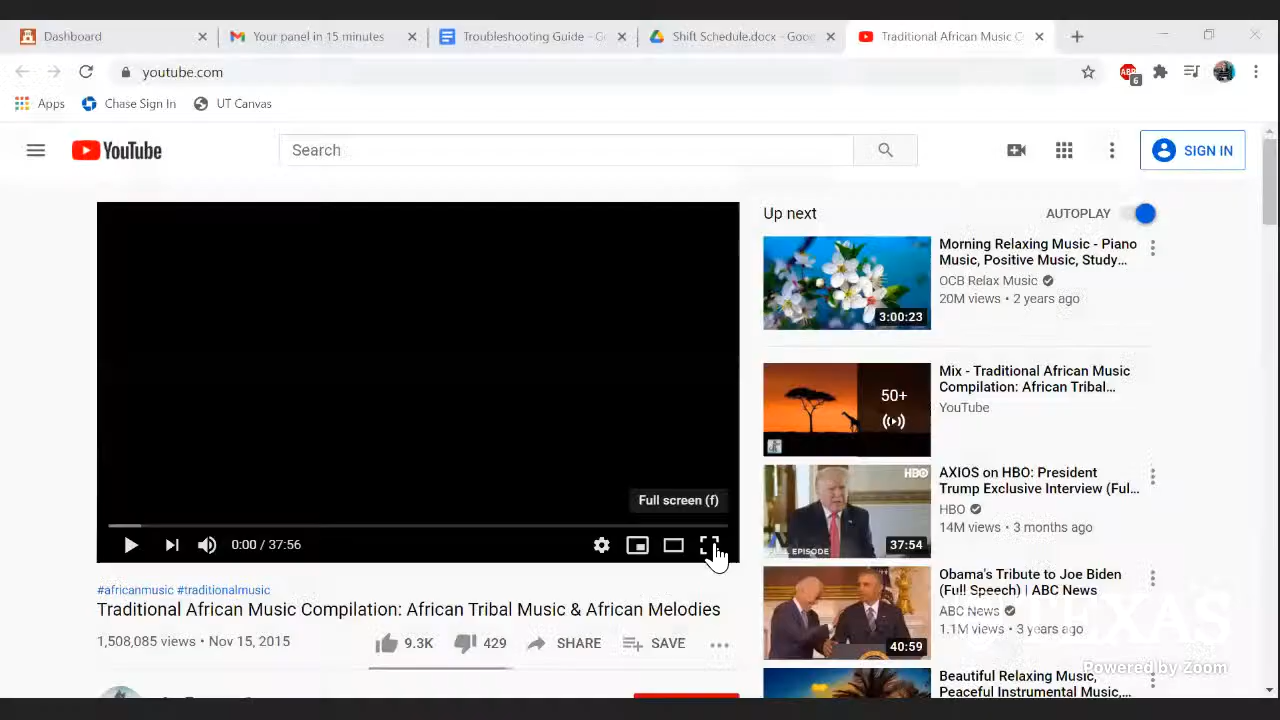 Dashboard
Your panel in 15 minutes
Troubleshooting Guide - G
Shift Schedule.docx - Goo
Traditional African Music C
youtube.com
ABP
6
Apps
Chase Sign In
UT Canvas
YouTube
Search
SIGN IN
Up next
AUTOPLAY
Morning Relaxing Music - Piano
Music, Positive Music, Study...
OCB Relax Music
20M views • 2 years ago
3:00:23
Mix - Traditional African Music
Compilation: African Tribal...
YouTube
50+
AXIOS on HBO: President
Trump Exclusive Interview (Ful...
HBO
14M views • 3 months ago
HBO
EPISODE
37:54
Obama's Tribute to Joe Biden
(Full Speech) | ABC News
ABC News
1.1M views • 3 years ago
40:59
Beautiful Relaxing Music,
Peaceful Instrumental Music,...
Full screen (f)
0:00 / 37:56
#africanmusic #traditionalmusic
Traditional African Music Compilation: African Tribal Music & African Melodies
1,508,085 views • Nov 15, 2015
9.3K
429
SHARE
SAVE
TEXAS
Powered by Zoom